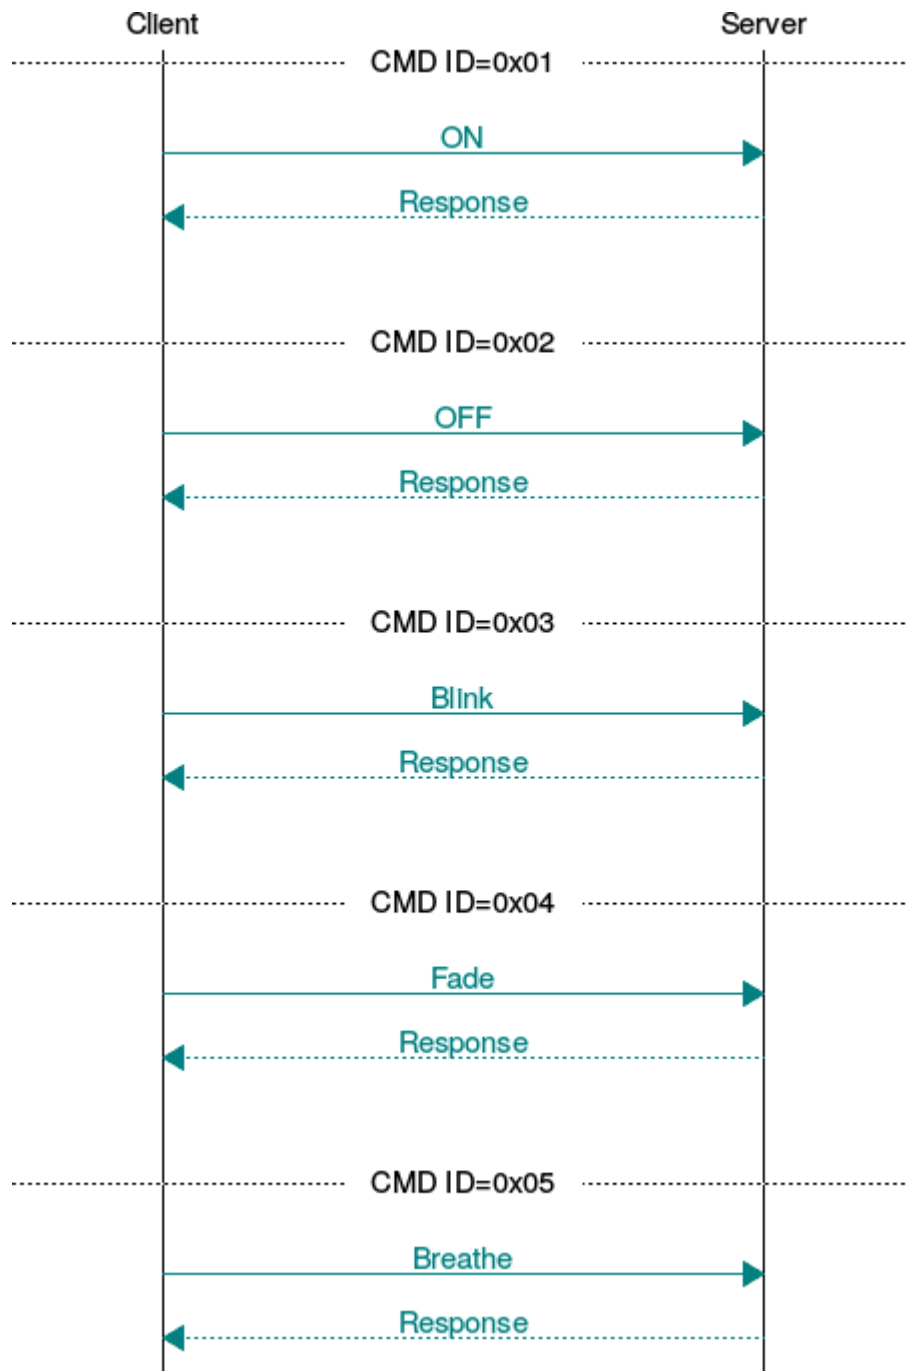 Client Server
CMD ID=0x01
ON
Response
CMD ID=0x02
OFF
Response
CMD ID=0x03
Blink
Response
CMD ID=0x04
Fade
Response
CMD ID=0x05
Breathe
Response